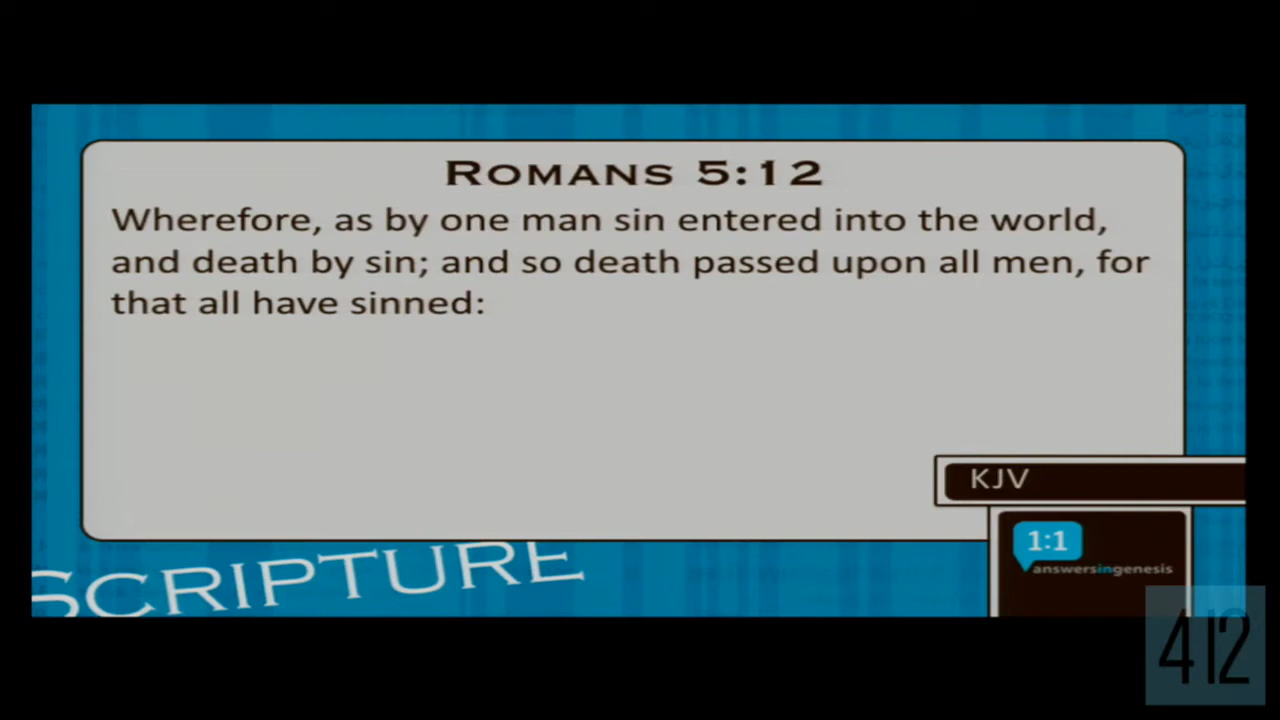 ROMANS 5:12
Wherefore, as by one man sin entered into the world,
and death by sin; and so death passed upon all men, for
that all have sinned:
KJV
SCRIPTURE
1:1
answersingenesis
412